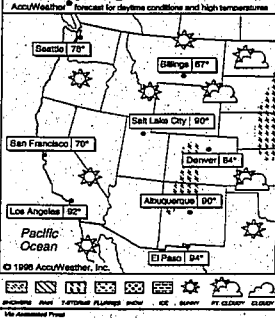 AccuWeather® forecast for daytime conditions and high temperatures
Seattle 78°
Billings 87°
Salt Lake City 90°
San Francisco 70°
Denver 84°
Los Angeles 92°
Albuquerque 90°
Pacific
Ocean
El Paso 94°
© 1998 AccuWeather, Inc.
SHOWERS RAIN T-STORMS FLURRIES SNOW ICE SUNNY PT. CLOUDY CLOUDY
Via Associated Press